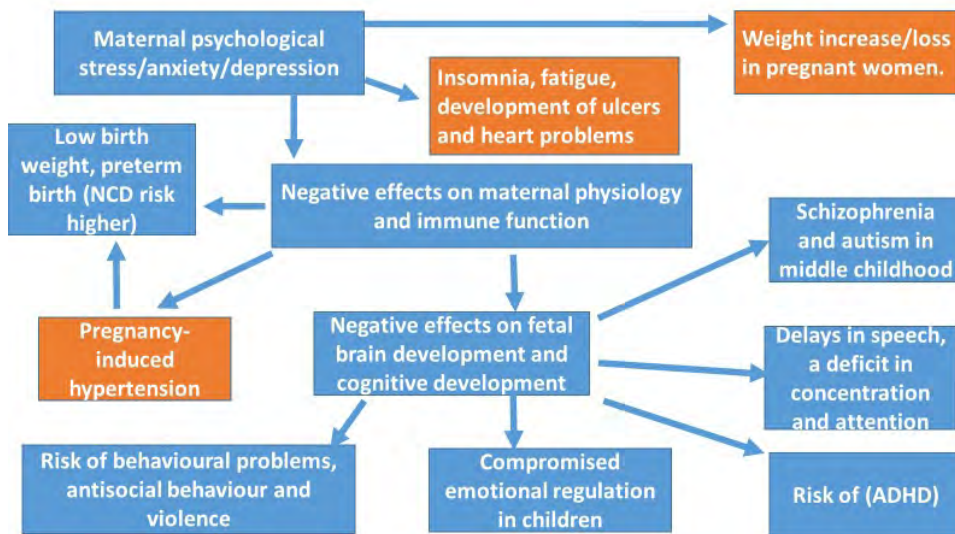 Maternal psychological
stress/anxiety/depression
Weight increase/loss
in pregnant women.
Insomnia, fatigue,
development of ulcers
and heart problems
Low birth
weight, preterm
birth (NCD risk
higher)
Negative effects on maternal physiology
and immune function
Schizophrenia
and autism in
middle childhood
Pregnancy-
induced
hypertension
Negative effects on fetal
brain development and
cognitive development
Delays in speech,
a deficit in
concentration
and attention
Risk of behavioural problems,
antisocial behaviour and
violence
Compromised
emotional regulation
in children
Risk of (ADHD)